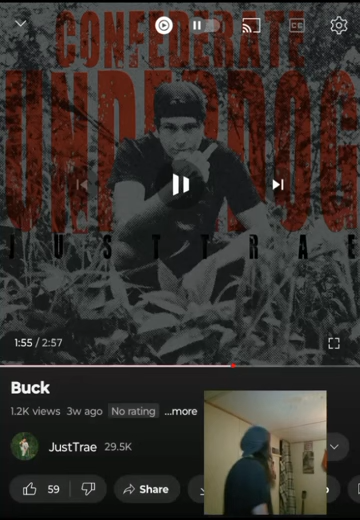 CONFEDERATE
UNDERDOG
JUSTTRAE
CC
1:55 / 2:57
Buck
1.2K views 3w ago No rating ...more
JustTrae 29.5K
59 Share